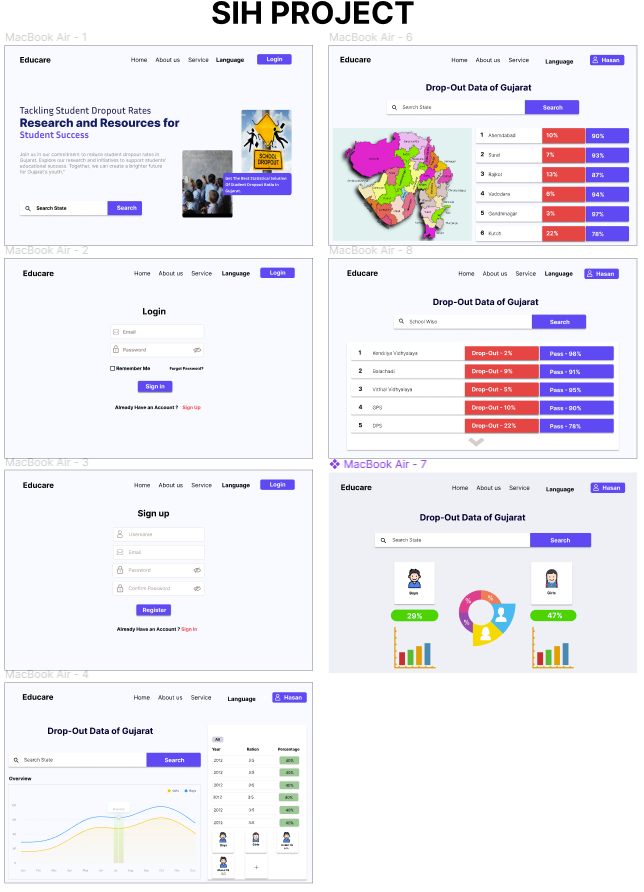 SIH PROJECT
MacBook Air - 1
Educare
Home About us Service Language Login
Tackling Student Dropout Rates
Research and Resources for
Student Success
Join us in our commitment to reduce student dropout rates in
Gujarat. Explore our research and initiatives to support students'
educational success. Together, we can create a brighter future
for Gujarat's youth."
Search State Search
SCHOOL
DROPOUT
Get The Best Statistical Solution
Of Student Dropout Ratio In
Gujarat.
MacBook Air - 6
Educare
Home About us Service Language Hasan
Drop-Out Data of Gujarat
Search State Search
1 Ahemdabad 10% 90%
2 Surat 7% 93%
3 Rajkot 13% 87%
4 Vadodara 6% 94%
5 Gandhinagar 3% 97%
6 Kutch 22% 78%
MacBook Air - 2
Educare
Home About us Service Language Login
Login
Email
Password
Remember Me Forgot Password?
Sign in
Already Have an Account ? Sign Up
MacBook Air - 8
Educare
Home About us Service Language Hasan
Drop-Out Data of Gujarat
School Wise Search
1 Kendriya Vidhyalaya Drop-Out - 2% Pass - 98%
2 Balachadi Drop-Out - 9% Pass - 91%
3 Vithal Vidhyalaya Drop-Out - 5% Pass - 95%
4 GPS Drop-Out - 10% Pass - 90%
5 DPS Drop-Out - 22% Pass - 78%
MacBook Air - 3
Educare
Home About us Service Language Login
Sign up
Username
Email
Password
Confirm Password
Register
Already Have an Account ? Sign In
MacBook Air - 7
Educare
Home About us Service Language Hasan
Drop-Out Data of Gujarat
Search State Search
Boys
Girls
29%
47%
MacBook Air - 4
Educare
Home About us Service Language Hasan
Drop-Out Data of Gujarat
Search State Search
Overview
Girls Boys
All
Year Ration Percentage
2012 3/5 40%
2012 3/5 40%
2012 3/5 40%
2012 3/5 40%
2012 3/5 40%
2012 3/5 40%
Boys Girls
+